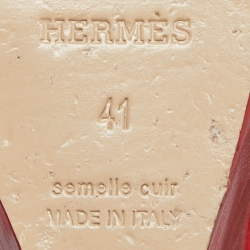 HERMÈS
41
semelle cuir
MADE IN ITALY